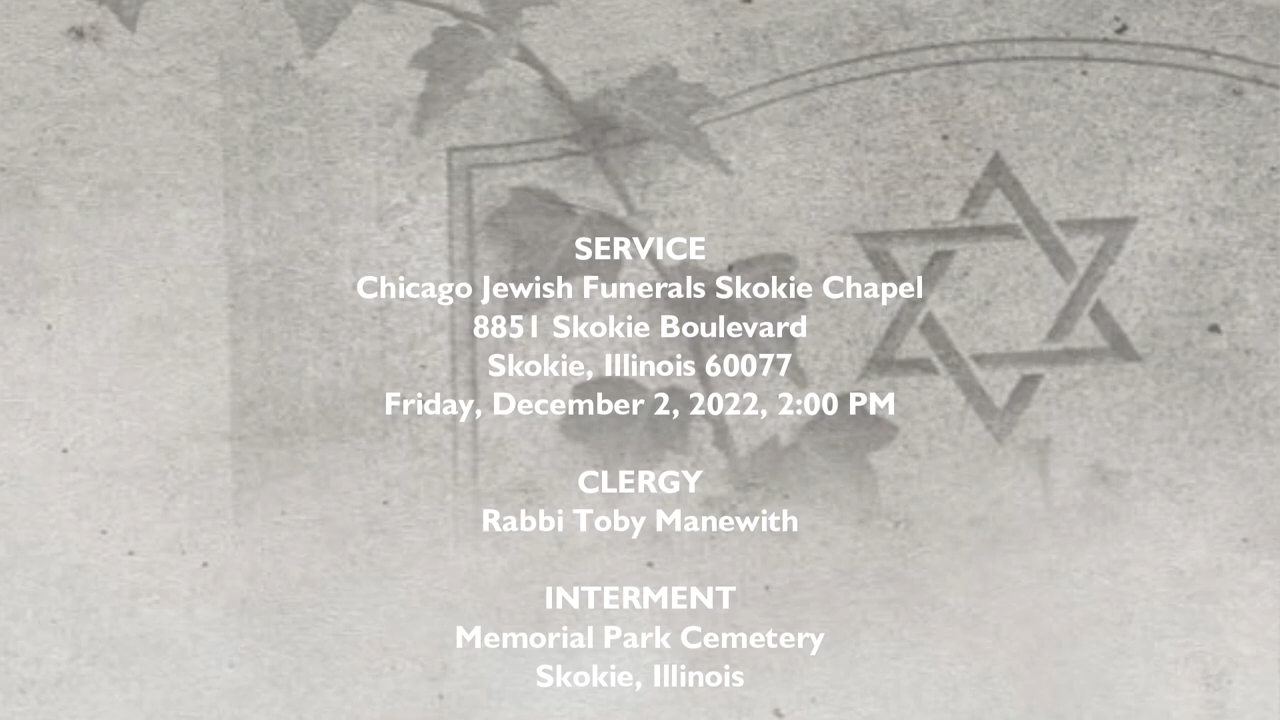 SERVICE
Chicago Jewish Funerals Skokie Chapel
8851 Skokie Boulevard
Skokie, Illinois 60077
Friday, December 2, 2022, 2:00 PM
CLERGY
Rabbi Toby Manewith
INTERMENT
Memorial Park Cemetery
Skokie, Illinois